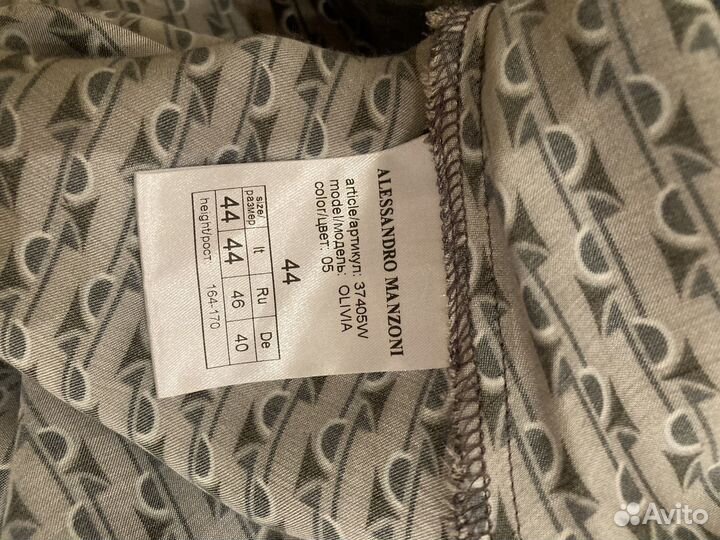 ALESSANDRO MANZONI
article/артикул: 37405W
model/модель: OLIVIA
color/цвет: 05
44
size/размер It Ru De
44 44 46 40
height/рост: 164-170
Avito